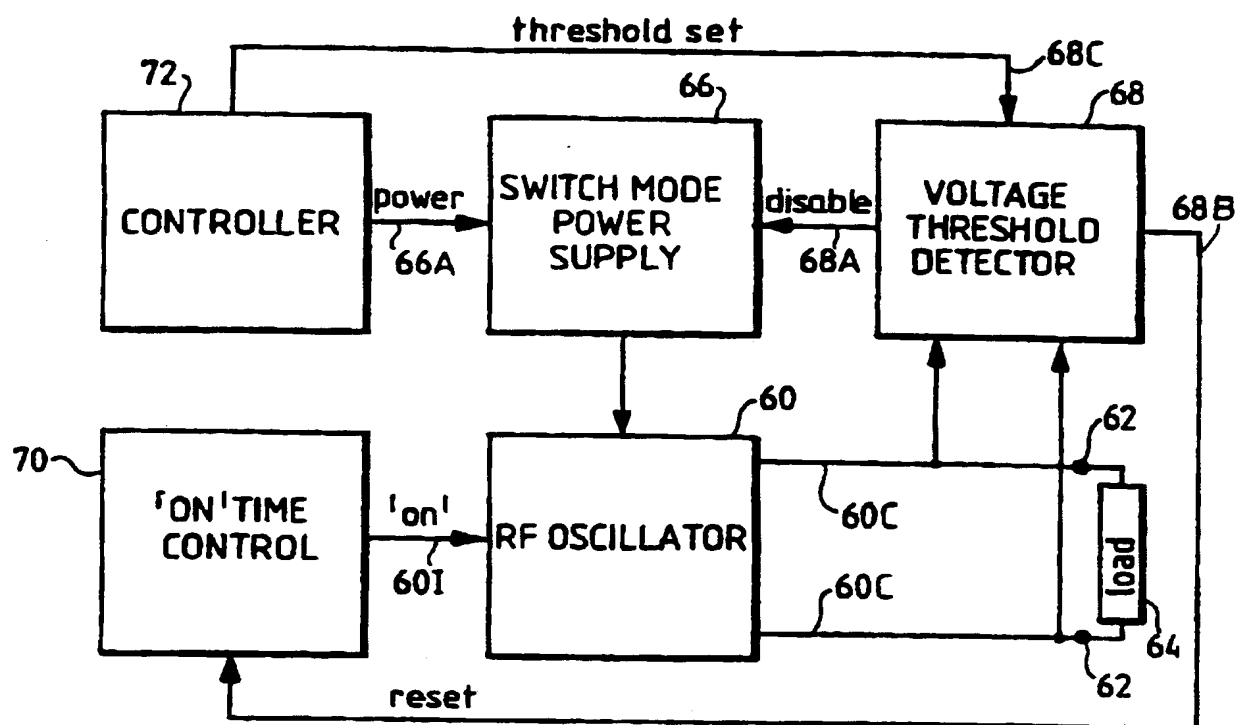 threshold set
68C
72
66
68
CONTROLLER
power
66A
SWITCH MODE
POWER
SUPPLY
disable
68A
VOLTAGE
THRESHOLD
DETECTOR
68B
70
'ON' TIME
CONTROL
'on'
60I
60
RF OSCILLATOR
60C
60C
62
load
64
62
reset